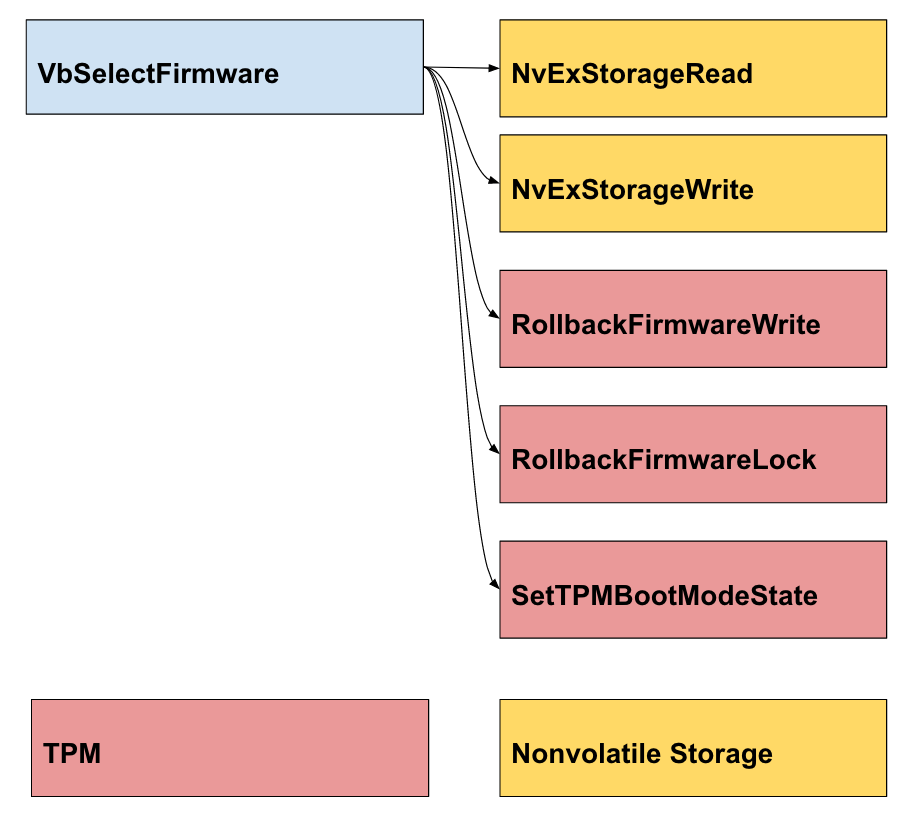 VbSelectFirmware
NvExStorageRead
NvExStorageWrite
RollbackFirmwareWrite
RollbackFirmwareLock
SetTPMBootModeState
TPM
Nonvolatile Storage